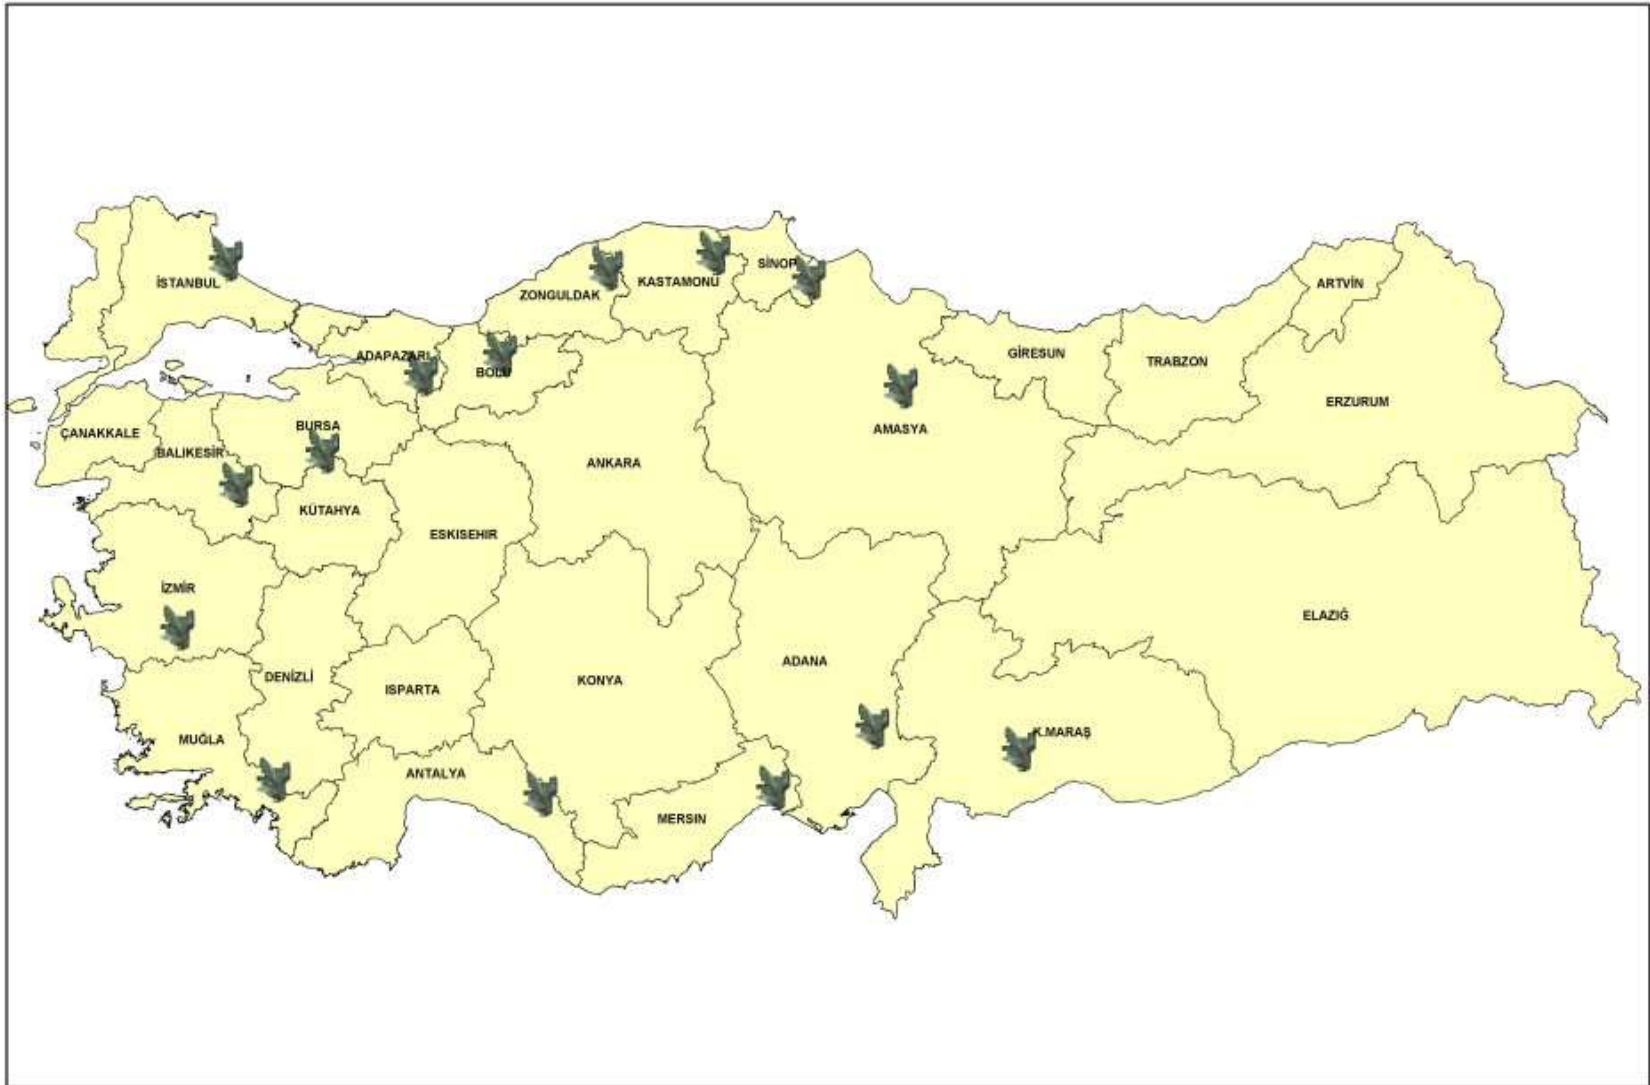 SİNOP
İSTANBUL
KASTAMONU
ARTVİN
ZONGULDAK
ADAPAZARI
GİRESUN
TRABZON
BOLU
ERZURUM
BURSA
AMASYA
ÇANAKKALE
BALIKESİR
ANKARA
KÜTAHYA
ESKISEHIR
İZMİR
ELAZIĞ
ADANA
DENİZLİ
KONYA
ISPARTA
K.MARAŞ
MUĞLA
ANTALYA
MERSIN